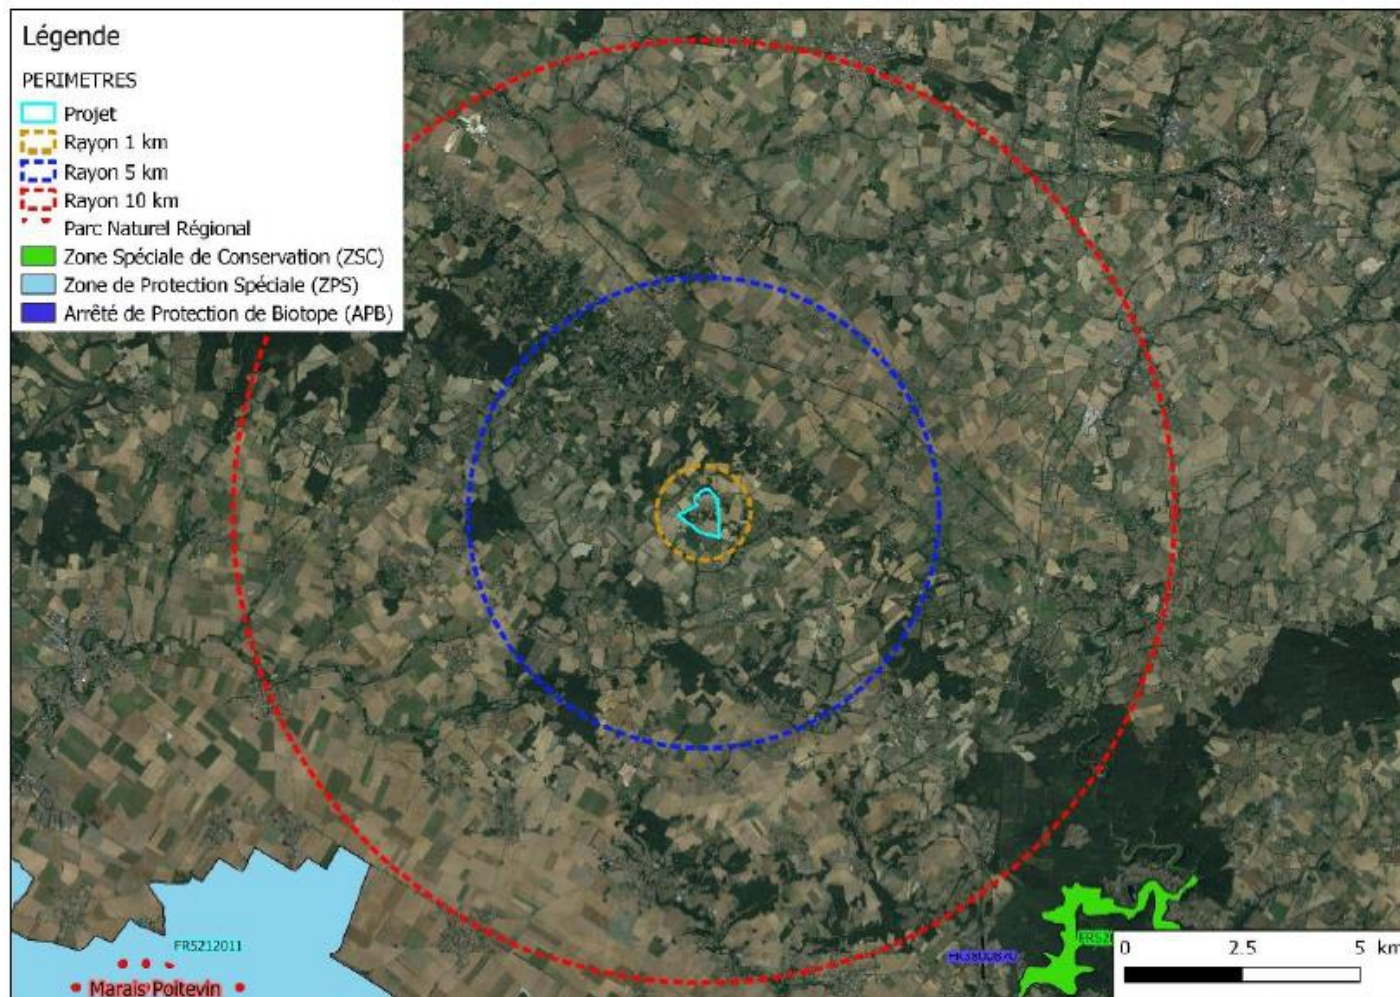 Légende
PERIMETRES
Projet
Rayon 1 km
Rayon 5 km
Rayon 10 km
Parc Naturel Régional
Zone Spéciale de Conservation (ZSC)
Zone de Protection Spéciale (ZPS)
Arrêté de Protection de Biotope (APB)
FR5212011
Marais Poitevin
0 2.5 5 km